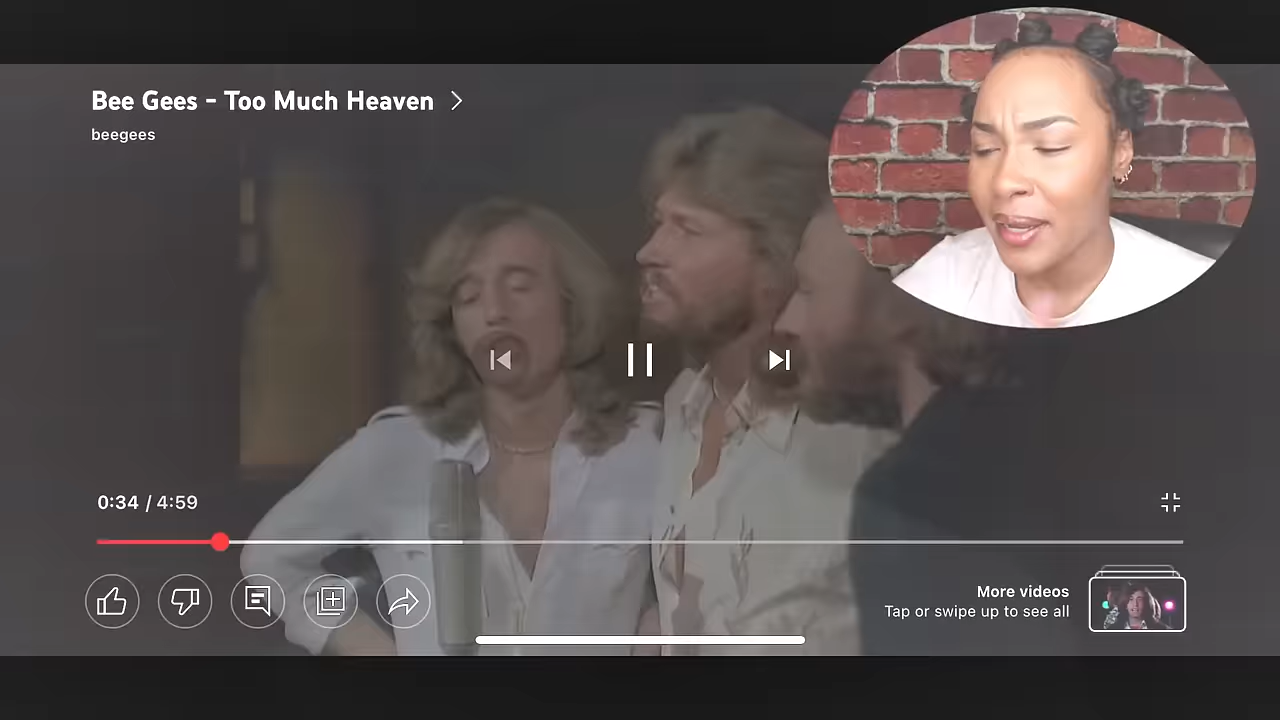 Bee Gees - Too Much Heaven
beegees
0:34 / 4:59
More videos
Tap or swipe up to see all